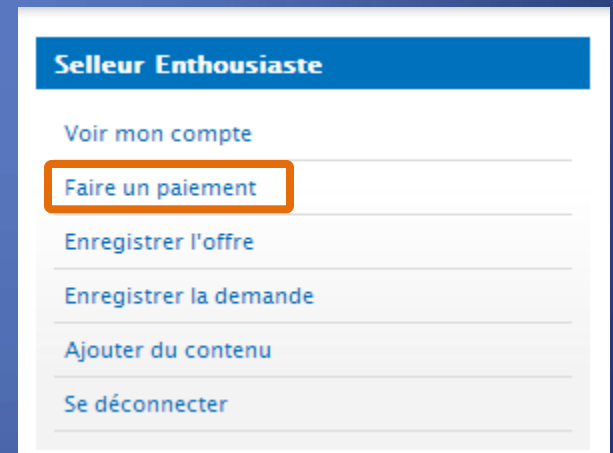 Selleur Enthousiaste
Voir mon compte
Faire un paiement
Enregistrer l'offre
Enregistrer la demande
Ajouter du contenu
Se déconnecter